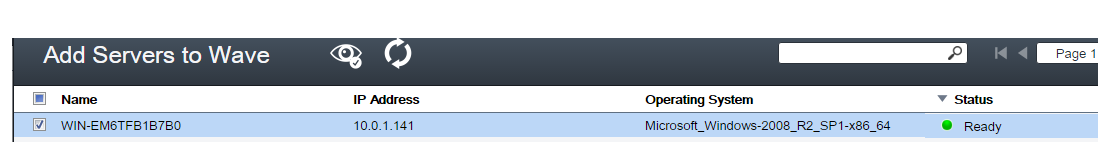 Add Servers to Wave
Page 1
Name IP Address Operating System Status
WIN-EM6TFB1B7B0 10.0.1.141 Microsoft_Windows-2008_R2_SP1-x86_64 Ready